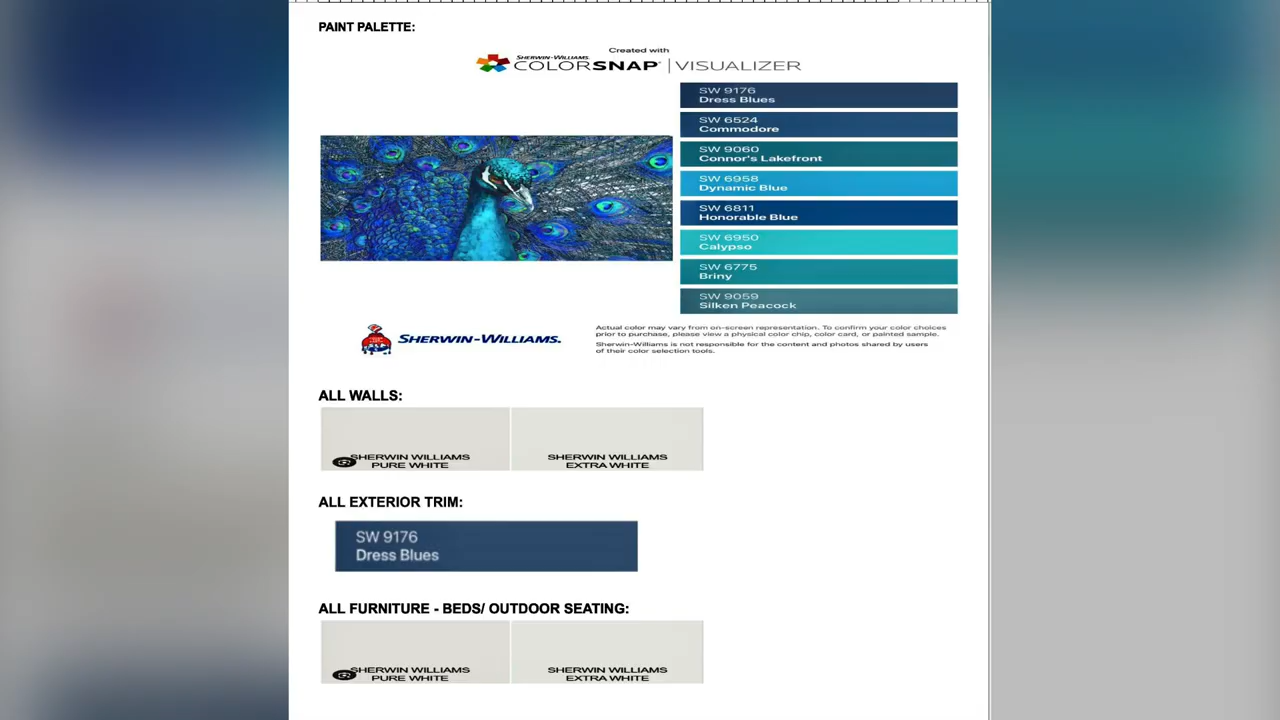 PAINT PALETTE:
Created with
SHERWIN-WILLIAMS
COLORSNAP | VISUALIZER
SW 9176
Dress Blues
SW 6524
Commodore
SW 9060
Connor's Lakefront
SW 6958
Dynamic Blue
SW 6811
Honorable Blue
SW 6950
Calypso
SW 6775
Briny
SW 9059
Silken Peacock
SHERWIN-WILLIAMS.
Actual color may vary from on-screen representation. To confirm your color choices
prior to purchase, please view a physical color chip, color card, or painted sample.
Sherwin-Williams is not responsible for the content and photos shared by users
of their color selection tools.
ALL WALLS:
SHERWIN WILLIAMS
PURE WHITE
SHERWIN WILLIAMS
EXTRA WHITE
ALL EXTERIOR TRIM:
SW 9176
Dress Blues
ALL FURNITURE - BEDS/ OUTDOOR SEATING:
SHERWIN WILLIAMS
PURE WHITE
SHERWIN WILLIAMS
EXTRA WHITE